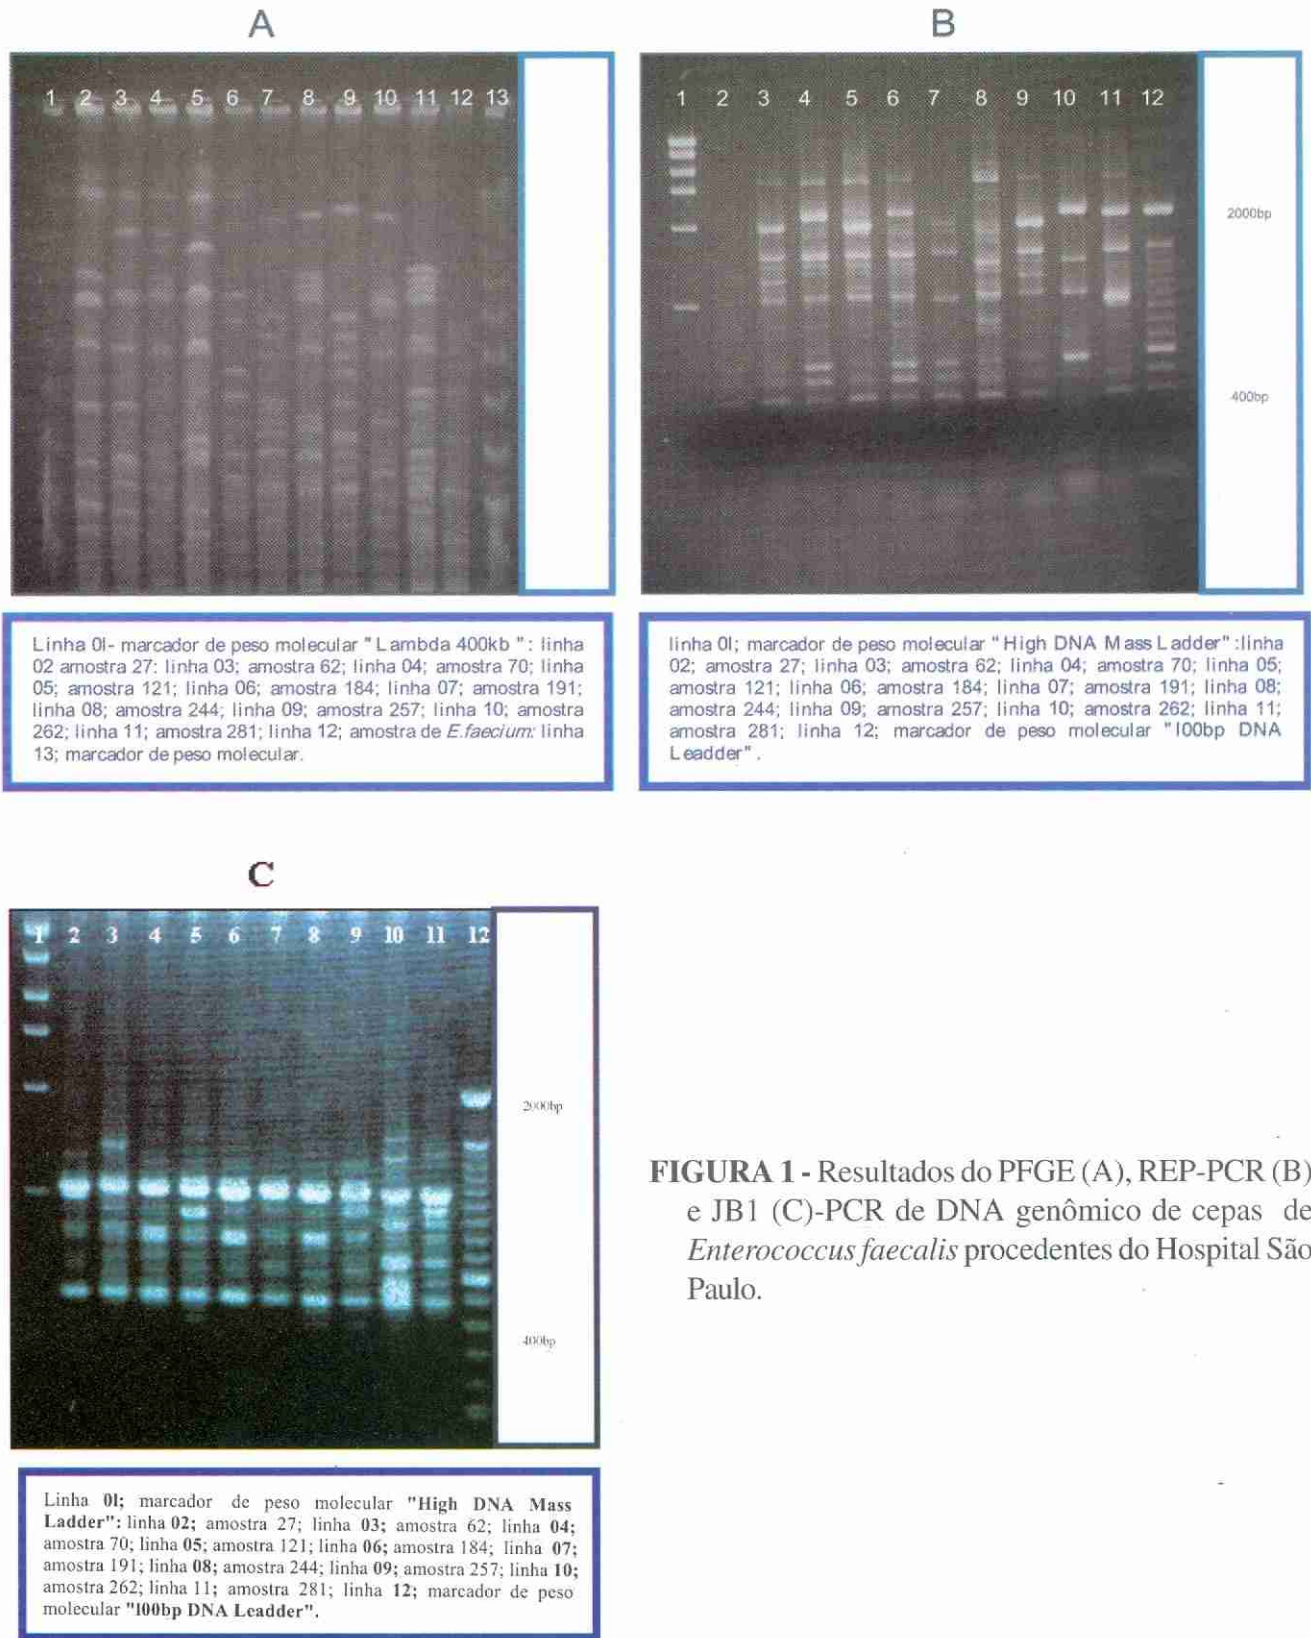 A
1 2 3 4 5 6 7 8 9 10 11 12 13
Linha 0l- marcador de peso molecular "Lambda 400kb": linha
02 amostra 27: linha 03; amostra 62; linha 04; amostra 70; linha
05; amostra 121; linha 06; amostra 184; linha 07; amostra 191;
linha 08; amostra 244; linha 09; amostra 257; linha 10; amostra
262; linha 11; amostra 281; linha 12; amostra de E.faecium: linha
13; marcador de peso molecular.
B
1 2 3 4 5 6 7 8 9 10 11 12
2000bp
400bp
linha 0l; marcador de peso molecular "High DNA Mass Ladder":linha
02; amostra 27; linha 03; amostra 62; linha 04; amostra 70; linha 05;
amostra 121; linha 06; amostra 184; linha 07; amostra 191; linha 08;
amostra 244; linha 09; amostra 257; linha 10; amostra 262; linha 11;
amostra 281; linha 12; marcador de peso molecular "l00bp DNA
Leadder".
C
1 2 3 4 5 6 7 8 9 10 11 12
2000bp
400bp
Linha 0l; marcador de peso molecular "High DNA Mass
Ladder": linha 02; amostra 27; linha 03; amostra 62; linha 04;
amostra 70; linha 05; amostra 121; linha 06; amostra 184; linha 07;
amostra 191; linha 08; amostra 244; linha 09; amostra 257; linha 10;
amostra 262; linha 11; amostra 281; linha 12; marcador de peso
molecular "l00bp DNA Leadder".
FIGURA 1 - Resultados do PFGE (A), REP-PCR (B)
e JB1 (C)-PCR de DNA genômico de cepas de
Enterococcus faecalis procedentes do Hospital São
Paulo.